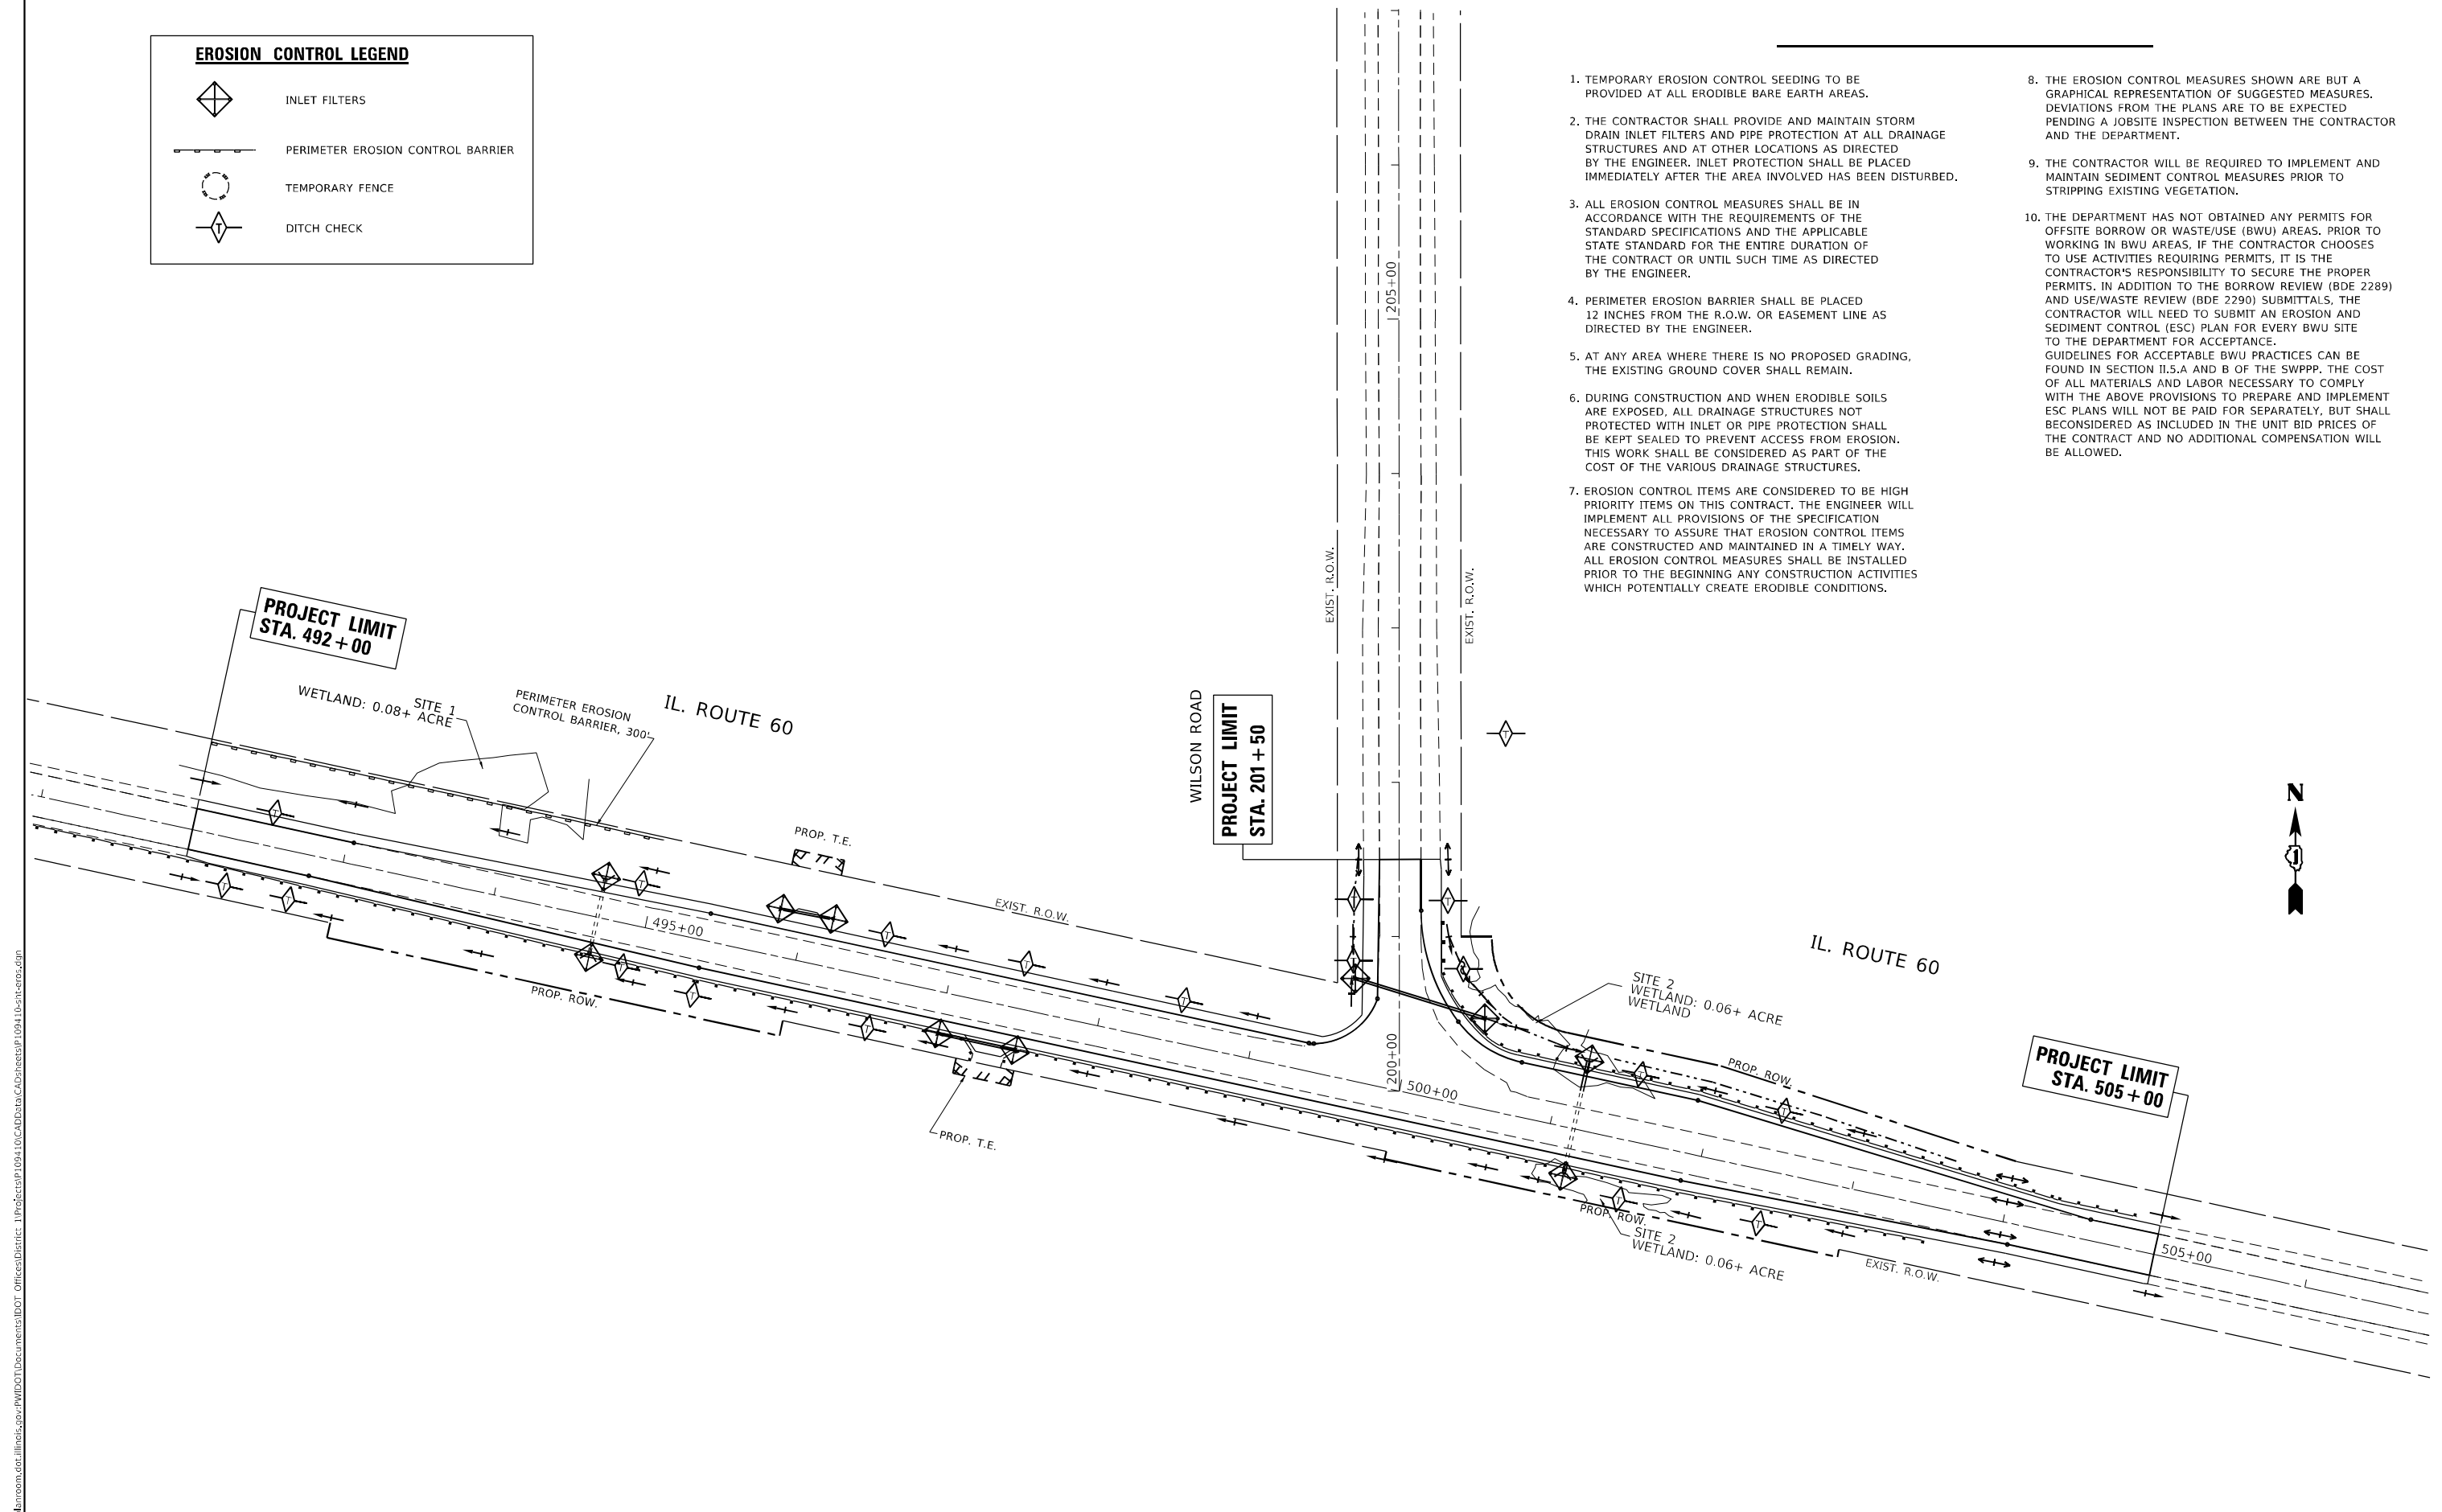 EROSION CONTROL LEGEND
INLET FILTERS
PERIMETER EROSION CONTROL BARRIER
TEMPORARY FENCE
T
DITCH CHECK
1. TEMPORARY EROSION CONTROL SEEDING TO BE
PROVIDED AT ALL ERODIBLE BARE EARTH AREAS.
2. THE CONTRACTOR SHALL PROVIDE AND MAINTAIN STORM
DRAIN INLET FILTERS AND PIPE PROTECTION AT ALL DRAINAGE
STRUCTURES AND AT OTHER LOCATIONS AS DIRECTED
BY THE ENGINEER. INLET PROTECTION SHALL BE PLACED
IMMEDIATELY AFTER THE AREA INVOLVED HAS BEEN DISTURBED.
3. ALL EROSION CONTROL MEASURES SHALL BE IN
ACCORDANCE WITH THE REQUIREMENTS OF THE
STANDARD SPECIFICATIONS AND THE APPLICABLE
STATE STANDARD FOR THE ENTIRE DURATION OF
THE CONTRACT OR UNTIL SUCH TIME AS DIRECTED
BY THE ENGINEER.
4. PERIMETER EROSION BARRIER SHALL BE PLACED
12 INCHES FROM THE R.O.W. OR EASEMENT LINE AS
DIRECTED BY THE ENGINEER.
5. AT ANY AREA WHERE THERE IS NO PROPOSED GRADING,
THE EXISTING GROUND COVER SHALL REMAIN.
6. DURING CONSTRUCTION AND WHEN ERODIBLE SOILS
ARE EXPOSED, ALL DRAINAGE STRUCTURES NOT
PROTECTED WITH INLET OR PIPE PROTECTION SHALL
BE KEPT SEALED TO PREVENT ACCESS FROM EROSION.
THIS WORK SHALL BE CONSIDERED AS PART OF THE
COST OF THE VARIOUS DRAINAGE STRUCTURES.
7. EROSION CONTROL ITEMS ARE CONSIDERED TO BE HIGH
PRIORITY ITEMS ON THIS CONTRACT. THE ENGINEER WILL
IMPLEMENT ALL PROVISIONS OF THE SPECIFICATION
NECESSARY TO ASSURE THAT EROSION CONTROL ITEMS
ARE CONSTRUCTED AND MAINTAINED IN A TIMELY WAY.
ALL EROSION CONTROL MEASURES SHALL BE INSTALLED
PRIOR TO THE BEGINNING ANY CONSTRUCTION ACTIVITIES
WHICH POTENTIALLY CREATE ERODIBLE CONDITIONS.
8. THE EROSION CONTROL MEASURES SHOWN ARE BUT A
GRAPHICAL REPRESENTATION OF SUGGESTED MEASURES.
DEVIATIONS FROM THE PLANS ARE TO BE EXPECTED
PENDING A JOBSITE INSPECTION BETWEEN THE CONTRACTOR
AND THE DEPARTMENT.
9. THE CONTRACTOR WILL BE REQUIRED TO IMPLEMENT AND
MAINTAIN SEDIMENT CONTROL MEASURES PRIOR TO
STRIPPING EXISTING VEGETATION.
10. THE DEPARTMENT HAS NOT OBTAINED ANY PERMITS FOR
OFFSITE BORROW OR WASTE/USE (BWU) AREAS. PRIOR TO
WORKING IN BWU AREAS, IF THE CONTRACTOR CHOOSES
TO USE ACTIVITIES REQUIRING PERMITS, IT IS THE
CONTRACTOR'S RESPONSIBILITY TO SECURE THE PROPER
PERMITS. IN ADDITION TO THE BORROW REVIEW (BDE 2289)
AND USE/WASTE REVIEW (BDE 2290) SUBMITTALS, THE
CONTRACTOR WILL NEED TO SUBMIT AN EROSION AND
SEDIMENT CONTROL (ESC) PLAN FOR EVERY BWU SITE
TO THE DEPARTMENT FOR ACCEPTANCE.
GUIDELINES FOR ACCEPTABLE BWU PRACTICES CAN BE
FOUND IN SECTION II.5.A AND B OF THE SWPPP. THE COST
OF ALL MATERIALS AND LABOR NECESSARY TO COMPLY
WITH THE ABOVE PROVISIONS TO PREPARE AND IMPLEMENT
ESC PLANS WILL NOT BE PAID FOR SEPARATELY, BUT SHALL
BECONSIDERED AS INCLUDED IN THE UNIT BID PRICES OF
THE CONTRACT AND NO ADDITIONAL COMPENSATION WILL
BE ALLOWED.
205+00
EXIST. R.O.W.
EXIST. R.O.W.
PROJECT LIMIT
STA. 492+00
SITE 1
WETLAND: 0.08+ ACRE
PERIMETER EROSION
CONTROL BARRIER, 300'
IL. ROUTE 60
WILSON ROAD
PROJECT LIMIT
STA. 201+50
T
N
1
PROP. T.E.
EXIST. R.O.W.
495+00
PROP. ROW.
PROP. T.E.
200+00
500+00
SITE 2
WETLAND: 0.06+ ACRE
WETLAND
IL. ROUTE 60
PROP. ROW.
PROJECT LIMIT
STA. 505+00
PROP. ROW.
SITE 2
WETLAND: 0.06+ ACRE
EXIST. R.O.W.
505+00